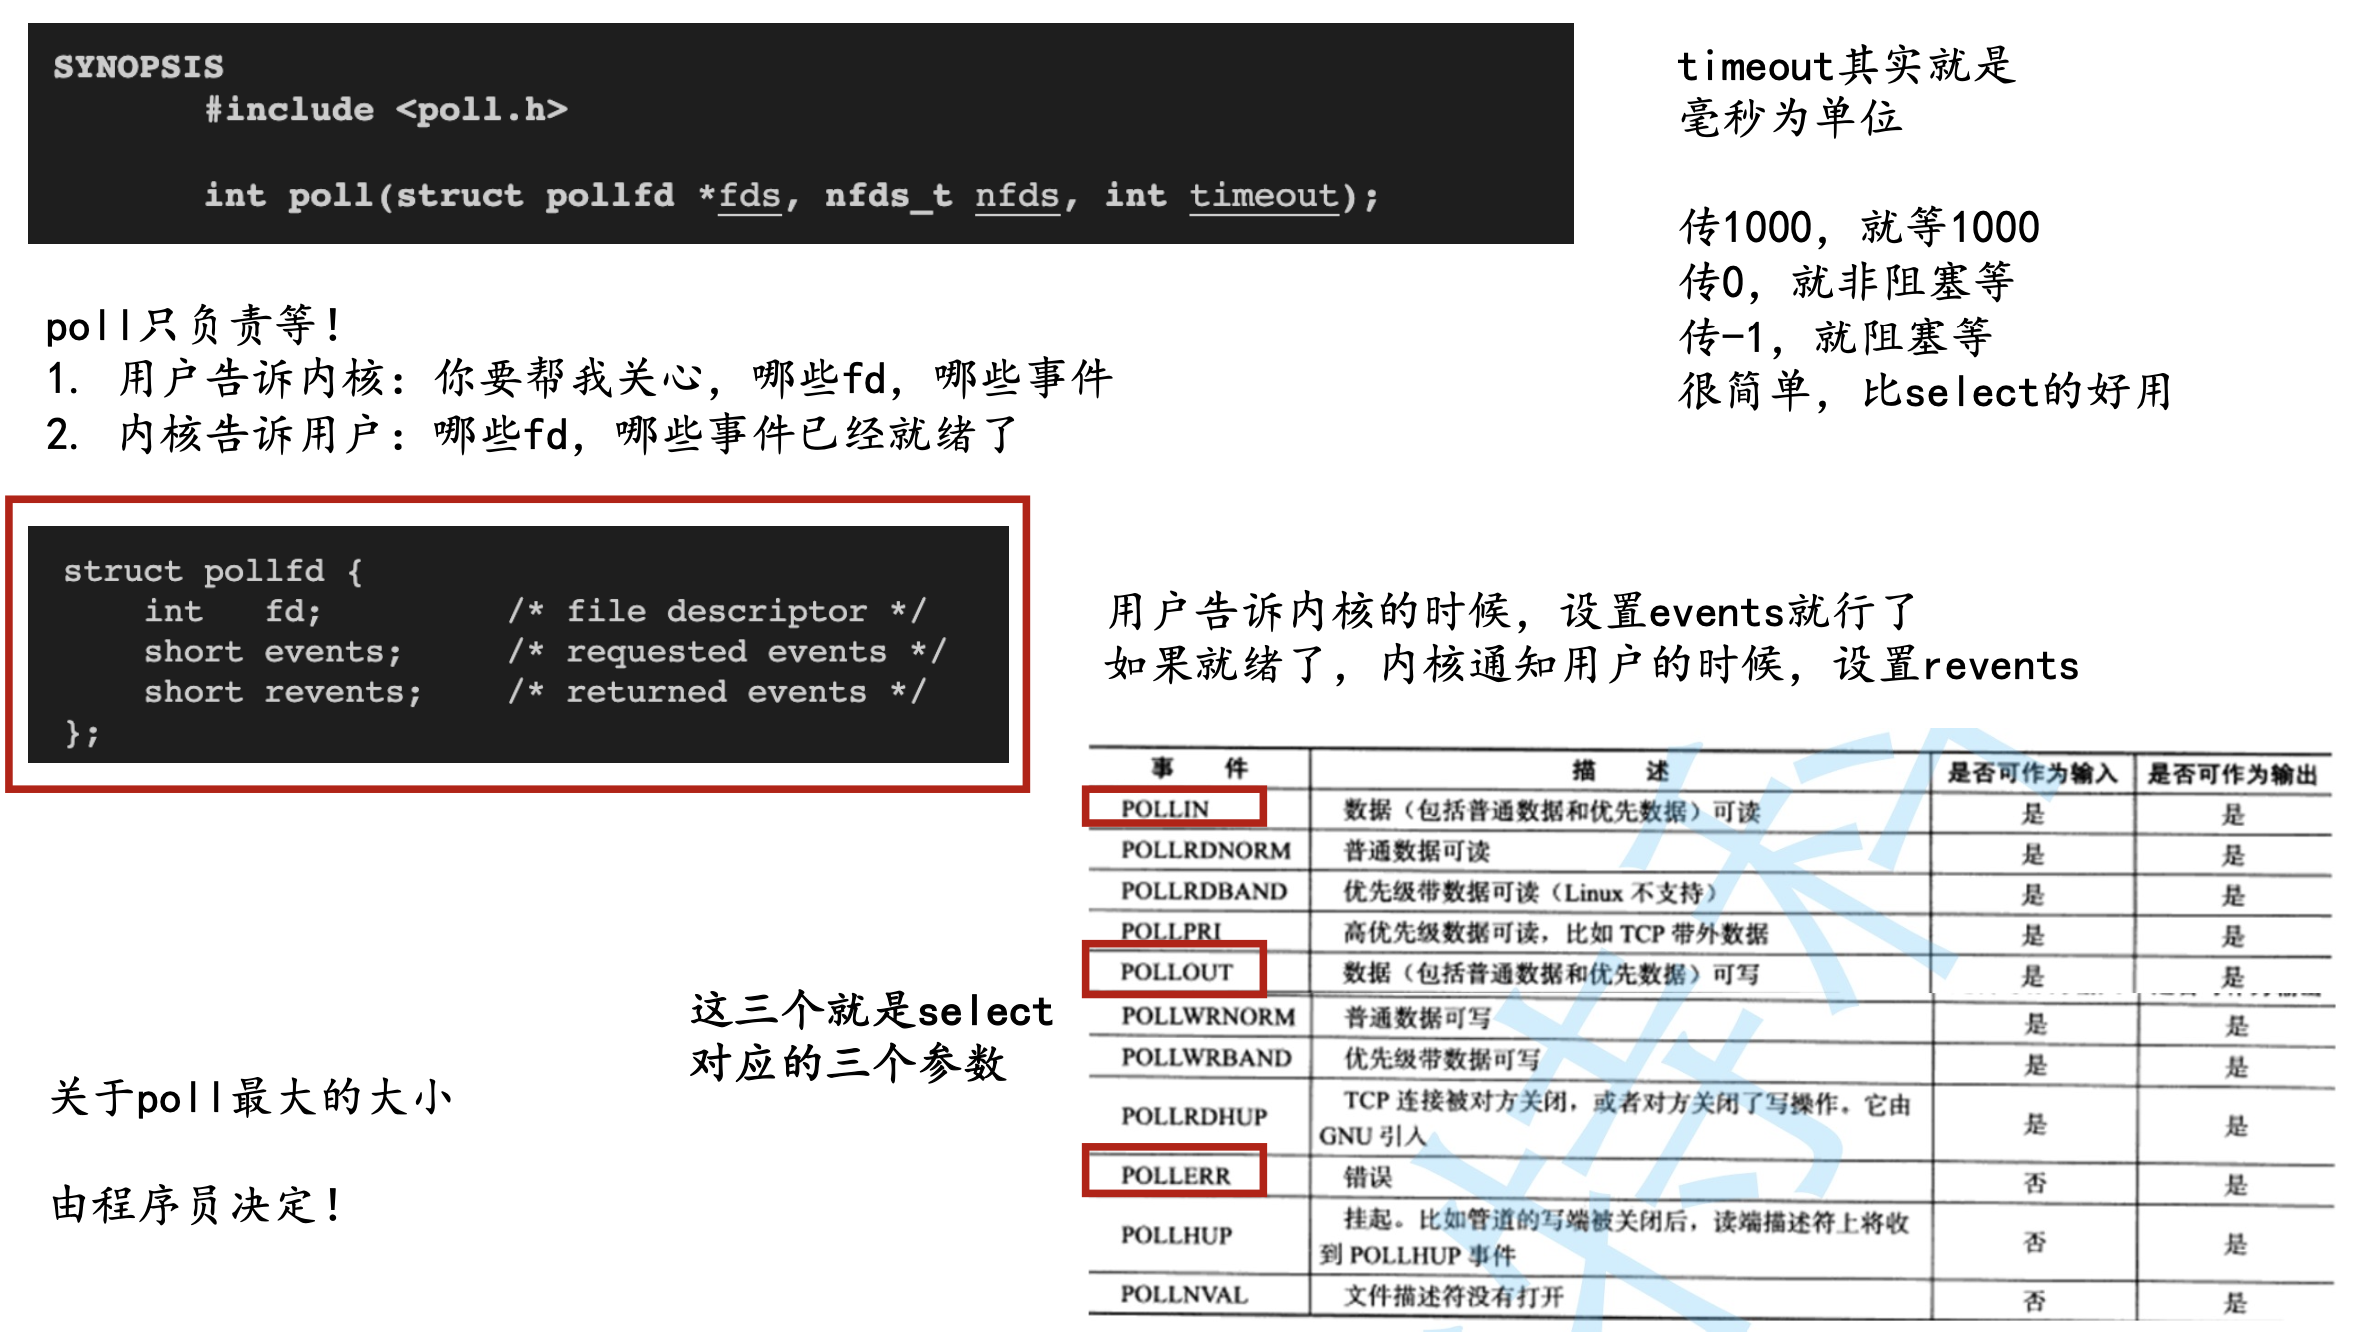 SYNOPSIS
#include <poll.h>
int poll(struct pollfd *fds, nfds_t nfds, int timeout);
timeout其实就是
毫秒为单位
传1000，就等1000
传0，就非阻塞等
传-1，就阻塞等
很简单，比select的好用
poll只负责等！
1. 用户告诉内核：你要帮我关心，哪些fd，哪些事件
2. 内核告诉用户：哪些fd，哪些事件已经就绪了
struct pollfd {
int fd; /* file descriptor */
short events; /* requested events */
short revents; /* returned events */
};
用户告诉内核的时候，设置events就行了
如果就绪了，内核通知用户的时候，设置revents
事 件 描 述 是否可作为输入 是否可作为输出
POLLIN 数据（包括普通数据和优先数据）可读 是 是
POLLRDNORM 普通数据可读 是 是
POLLRDBAND 优先级带数据可读（Linux 不支持） 是 是
POLLPRI 高优先级数据可读，比如 TCP 带外数据 是 是
POLLOUT 数据（包括普通数据和优先数据）可写 是 是
POLLWRNORM 普通数据可写 是 是
POLLWRBAND 优先级带数据可写 是 是
POLLRDHUP TCP 连接被对方关闭，或者对方关闭了写操作。它由
GNU 引入 是 是
POLLERR 错误 否 是
POLLHUP 挂起。比如管道的写端被关闭后，读端描述符上将收
到 POLLHUP 事件 否 是
POLLNVAL 文件描述符没有打开 否 是
这三个就是select
对应的三个参数
关于poll最大的大小
由程序员决定！